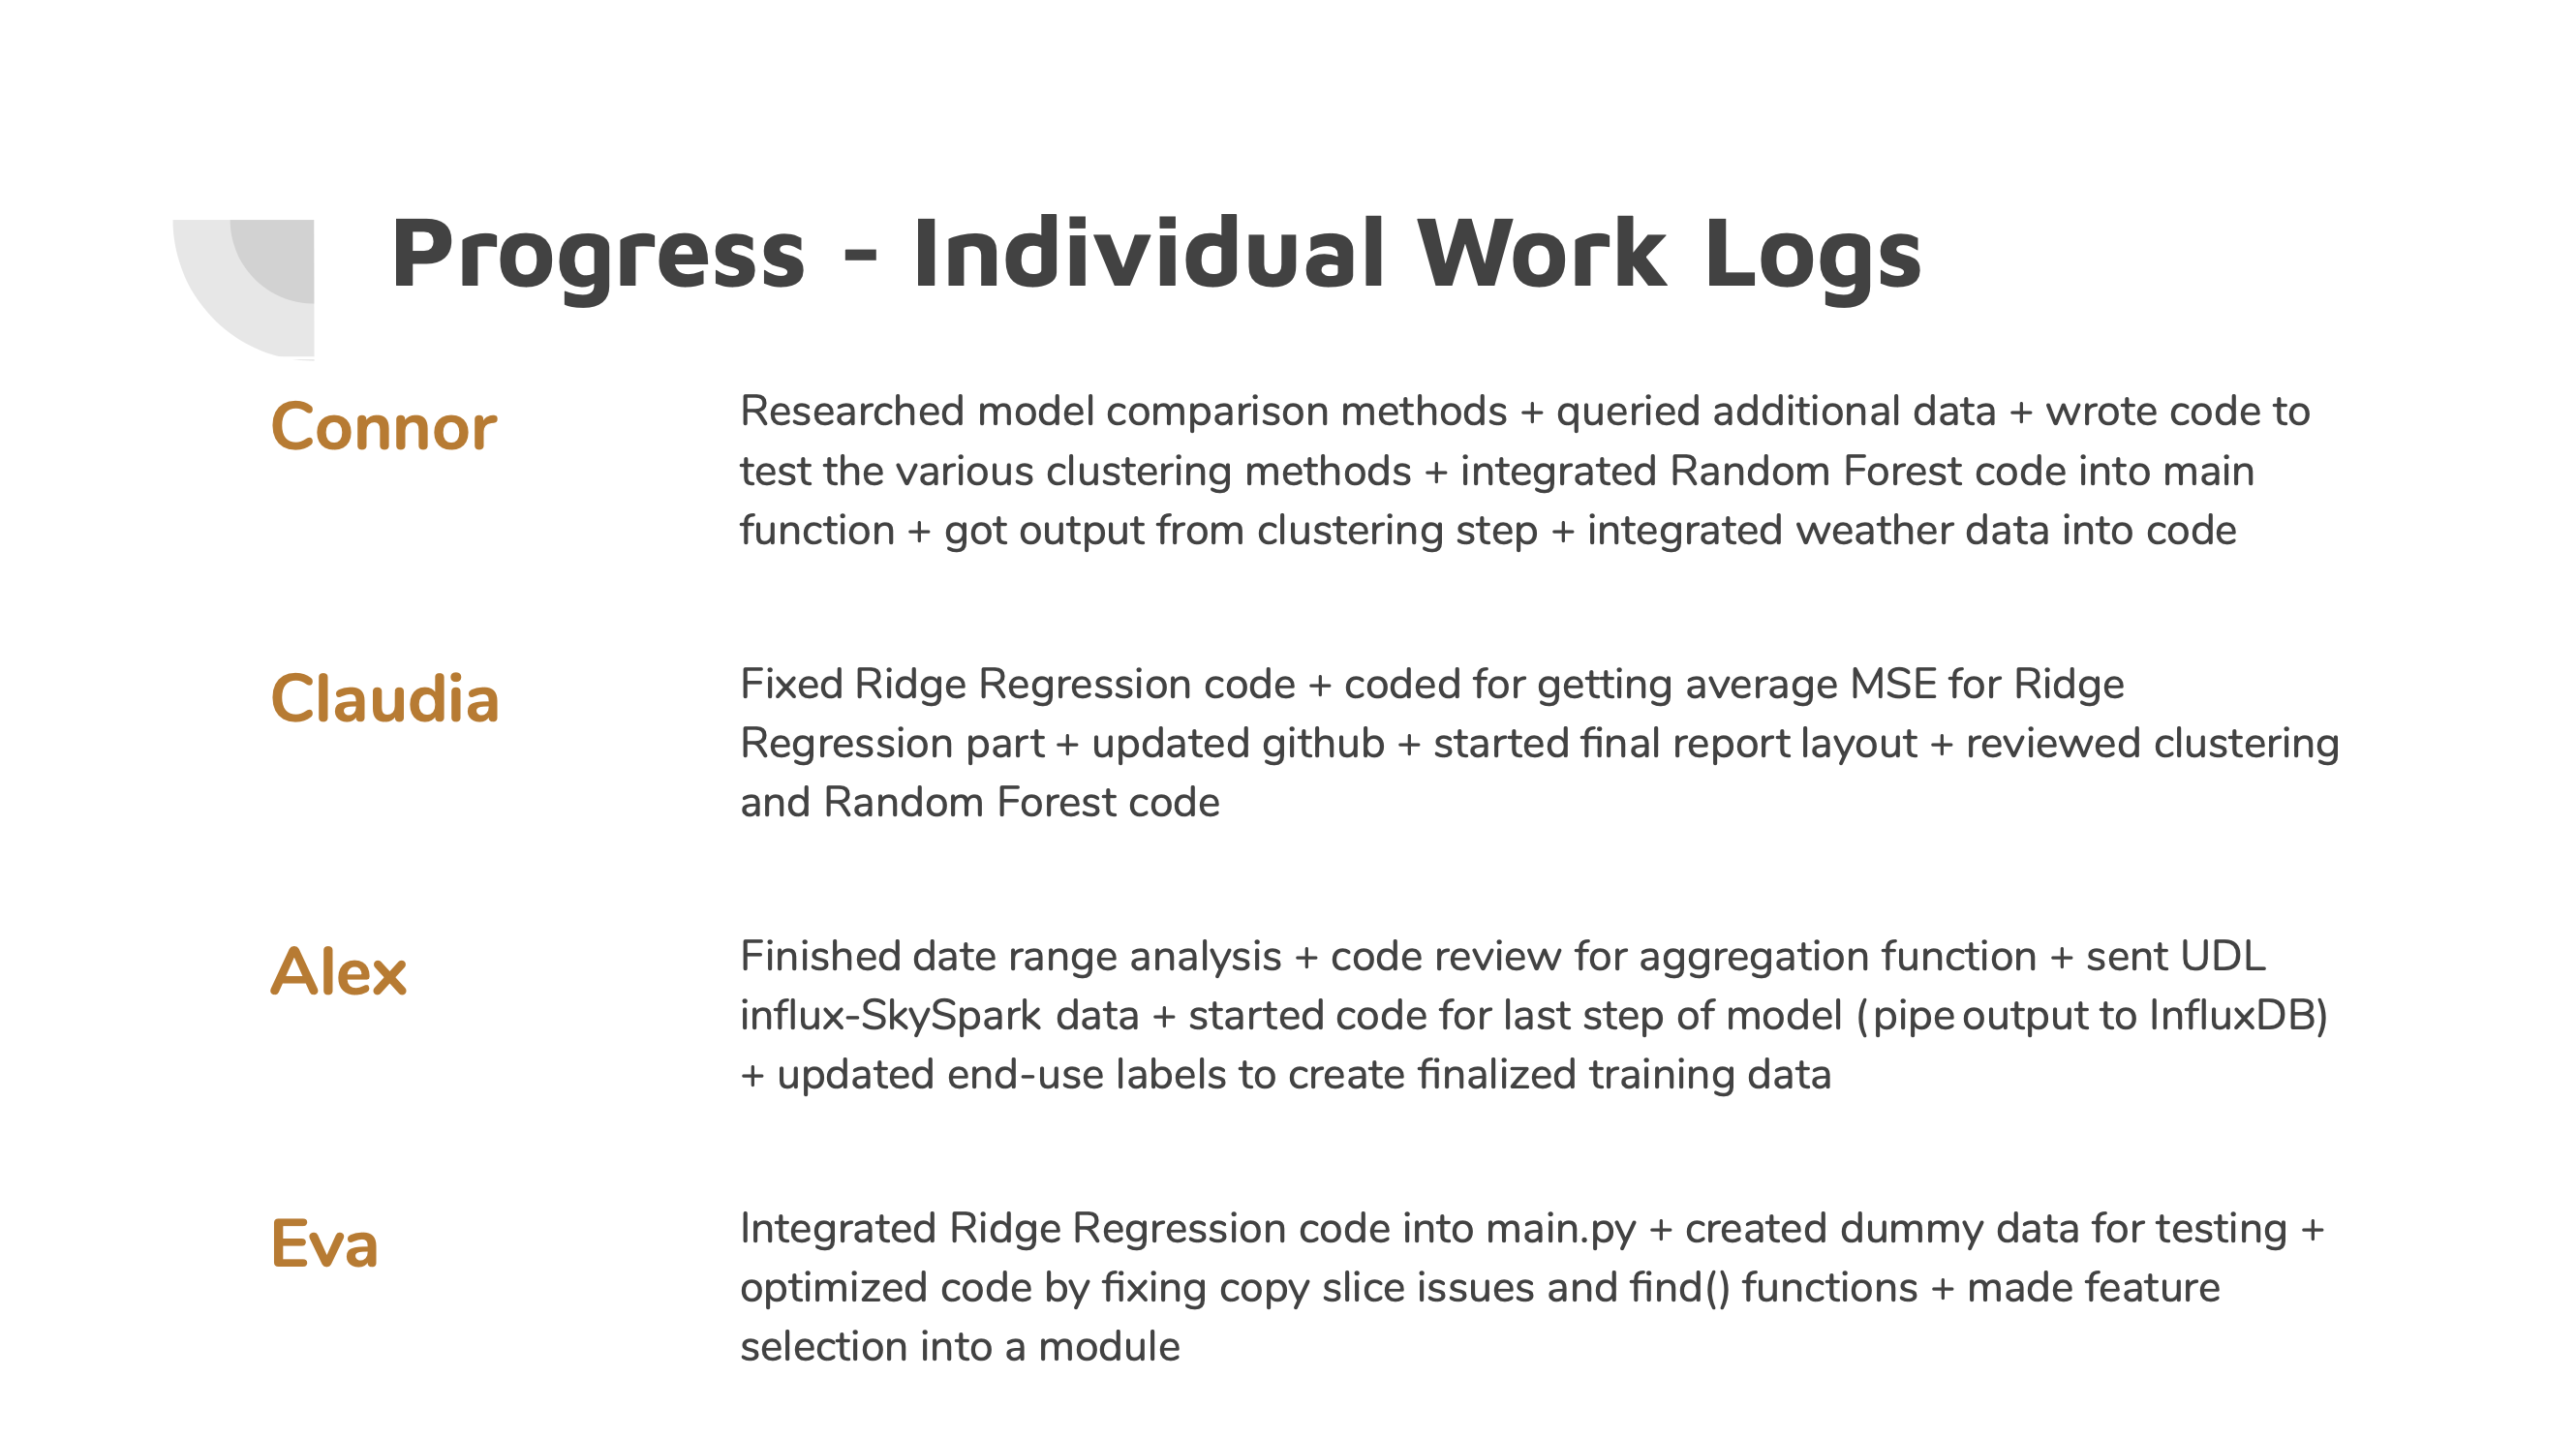 Progress - Individual Work Logs
Connor
Researched model comparison methods + queried additional data + wrote code to
test the various clustering methods + integrated Random Forest code into main
function + got output from clustering step + integrated weather data into code
Claudia
Fixed Ridge Regression code + coded for getting average MSE for Ridge
Regression part + updated github + started final report layout + reviewed clustering
and Random Forest code
Alex
Finished date range analysis + code review for aggregation function + sent UDL
influx-SkySpark data + started code for last step of model (pipe output to InfluxDB)
+ updated end-use labels to create finalized training data
Eva
Integrated Ridge Regression code into main.py + created dummy data for testing +
optimized code by fixing copy slice issues and find() functions + made feature
selection into a module